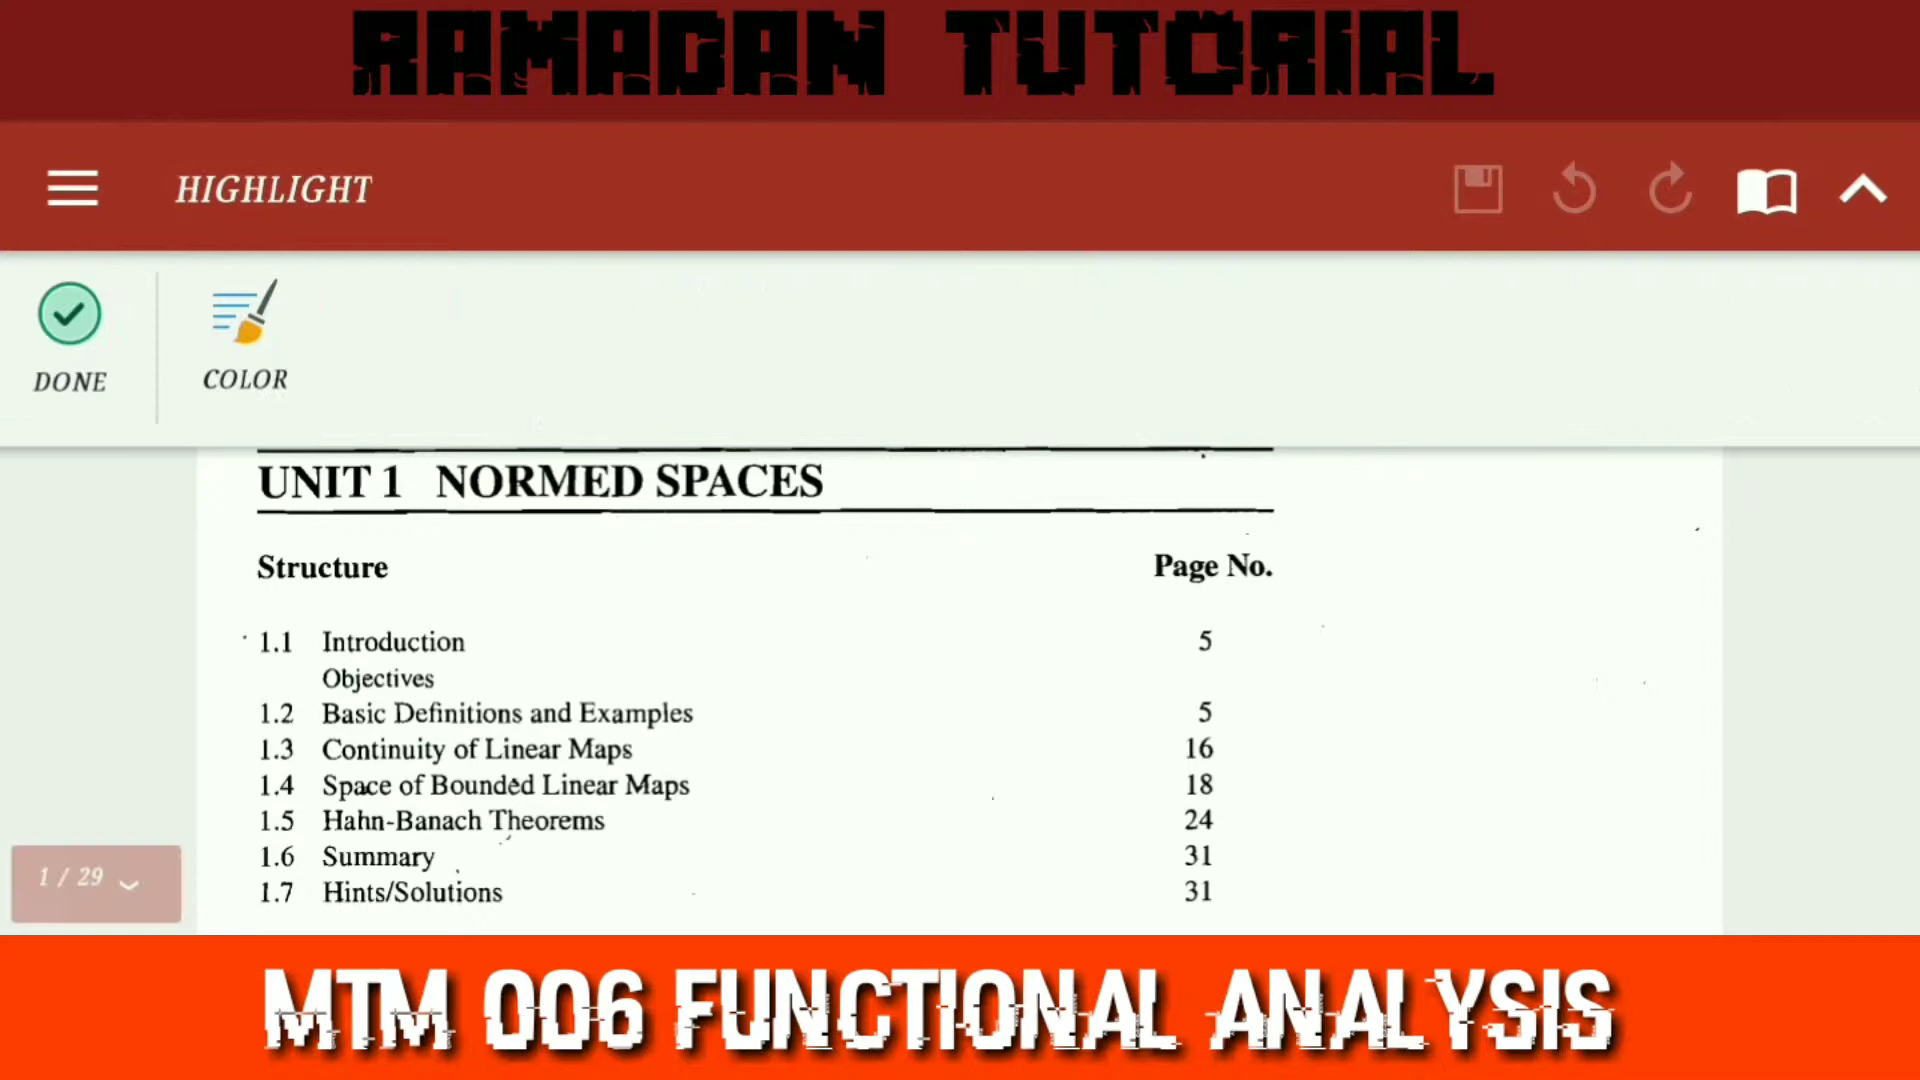 RAMADAN TUTORIAL
HIGHLIGHT
DONE
COLOR
UNIT 1 NORMED SPACES
Structure Page No.
1.1 Introduction 5
Objectives
1.2 Basic Definitions and Examples 5
1.3 Continuity of Linear Maps 16
1.4 Space of Bounded Linear Maps 18
1.5 Hahn-Banach Theorems 24
1.6 Summary 31
1.7 Hints/Solutions 31
1 / 29
MTM 006 FUNCTIONAL ANALYSIS